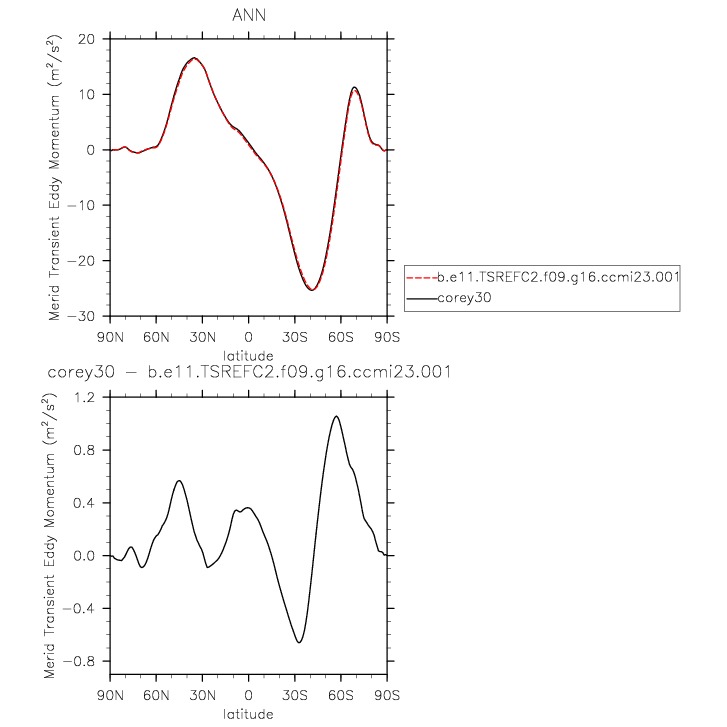 ANN
Merid Transient Eddy Momentum (m²/s²)
20
10
0
−10
−20
−30
90N 60N 30N 0 30S 60S 90S
latitude
b.e11.TSREFC2.f09.g16.ccmi23.001
corey30
corey30 − b.e11.TSREFC2.f09.g16.ccmi23.001
Merid Transient Eddy Momentum (m²/s²)
1.2
0.8
0.4
0.0
−0.4
−0.8
90N 60N 30N 0 30S 60S 90S
latitude